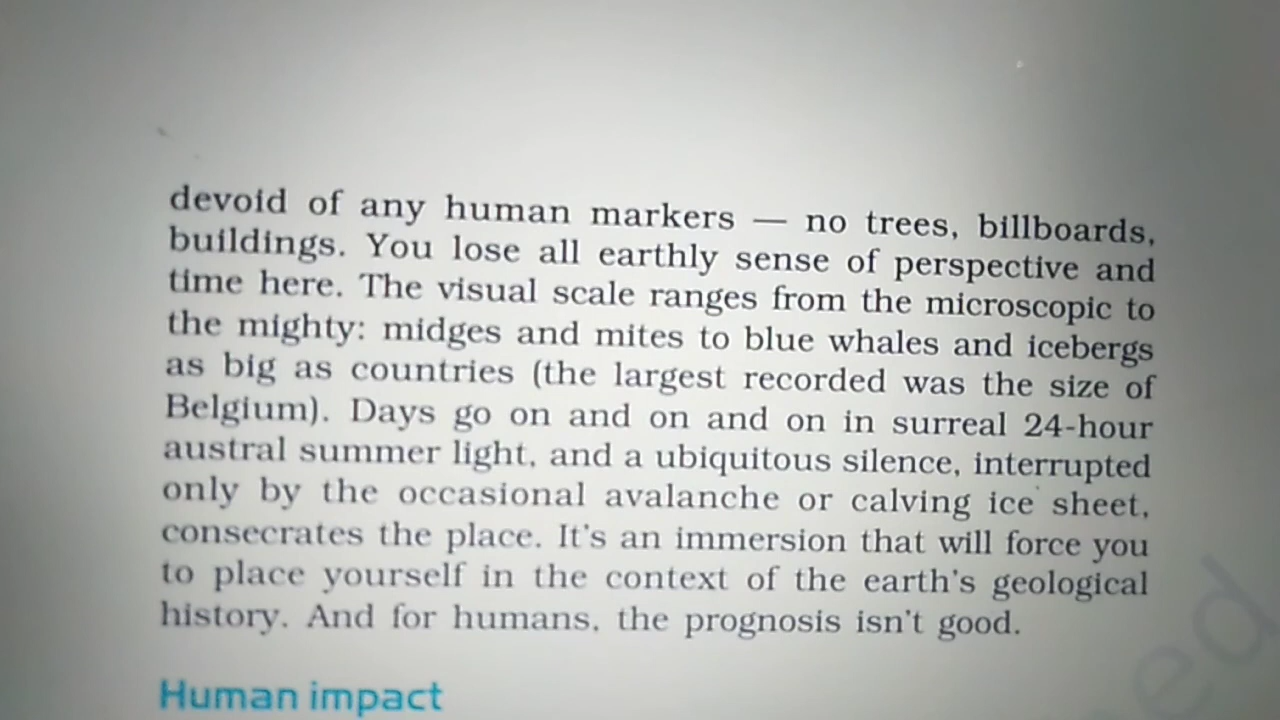 devoid of any human markers — no trees, billboards,
buildings. You lose all earthly sense of perspective and
time here. The visual scale ranges from the microscopic to
the mighty: midges and mites to blue whales and icebergs
as big as countries (the largest recorded was the size of
Belgium). Days go on and on and on in surreal 24-hour
austral summer light, and a ubiquitous silence, interrupted
only by the occasional avalanche or calving ice sheet,
consecrates the place. It's an immersion that will force you
to place yourself in the context of the earth's geological
history. And for humans, the prognosis isn't good.
Human impact